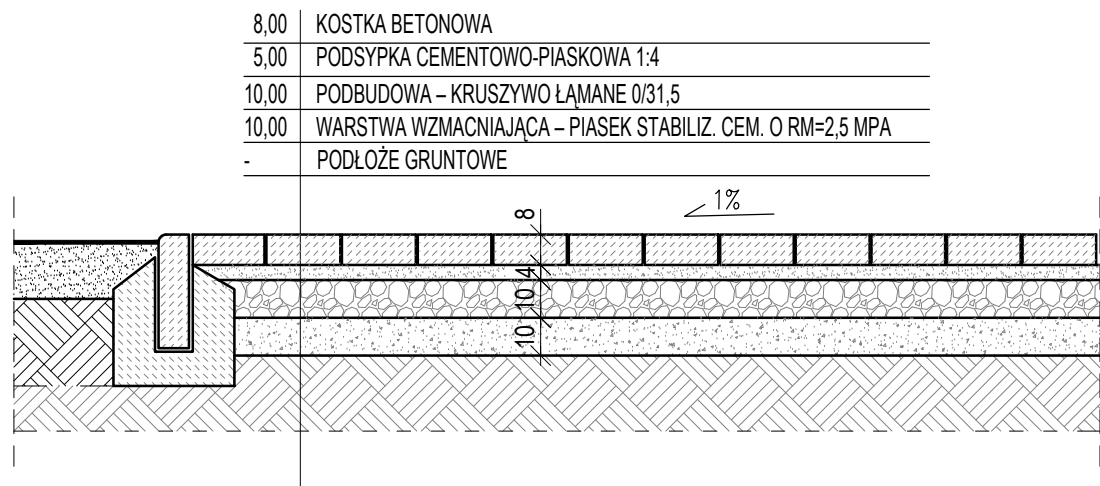 8,00 KOSTKA BETONOWA
5,00 PODSYPKA CEMENTOWO-PIASKOWA 1:4
10,00 PODBUDOWA – KRUSZYWO ŁĄMANE 0/31,5
10,00 WARSTWA WZMACNIAJĄCA – PIASEK STABILIZ. CEM. O RM=2,5 MPA
- PODŁOŻE GRUNTOWE
1%
8
4
10
10